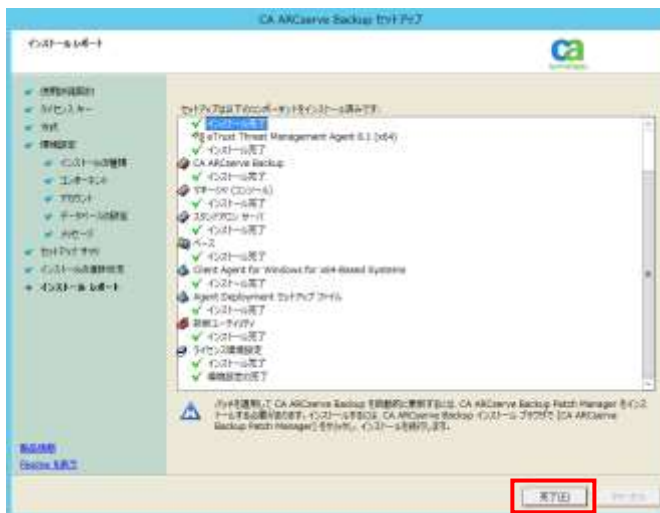 CA ARCserve Backup セットアップ
インストール レポート
ca
technologies
使用許諾契約
ライセンス キー
方式
環境設定
インストールの種類
コンポーネント
アカウント
データベースの設定
メッセージ
セットアップ サマリ
インストールの進捗状況
インストール レポート
セットアップは以下のコンポーネントをインストール済みです。
インストール完了
eTrust Threat Management Agent 8.1 (x64)
インストール完了
CA ARCserve Backup
インストール完了
マネージャ (コンソール)
インストール完了
スタンドアロン サーバ
インストール完了
ベース
インストール完了
Client Agent for Windows for x64-Based Systems
インストール完了
Agent Deployment セットアップ ファイル
インストール完了
診断ユーティリティ
インストール完了
ライセンス環境設定
インストール完了
環境設定の完了
パッチを適用して CA ARCserve Backup を自動的に更新するには、CA ARCserve Backup Patch Manager をインス
トールする必要があります。インストールするには、CA ARCserve Backup インストール ブラウザで [CA ARCserve
Backup Patch Manager] をクリックし、インストールを続行します。
製品情報
Readme を表示
完了(F)
キャンセル